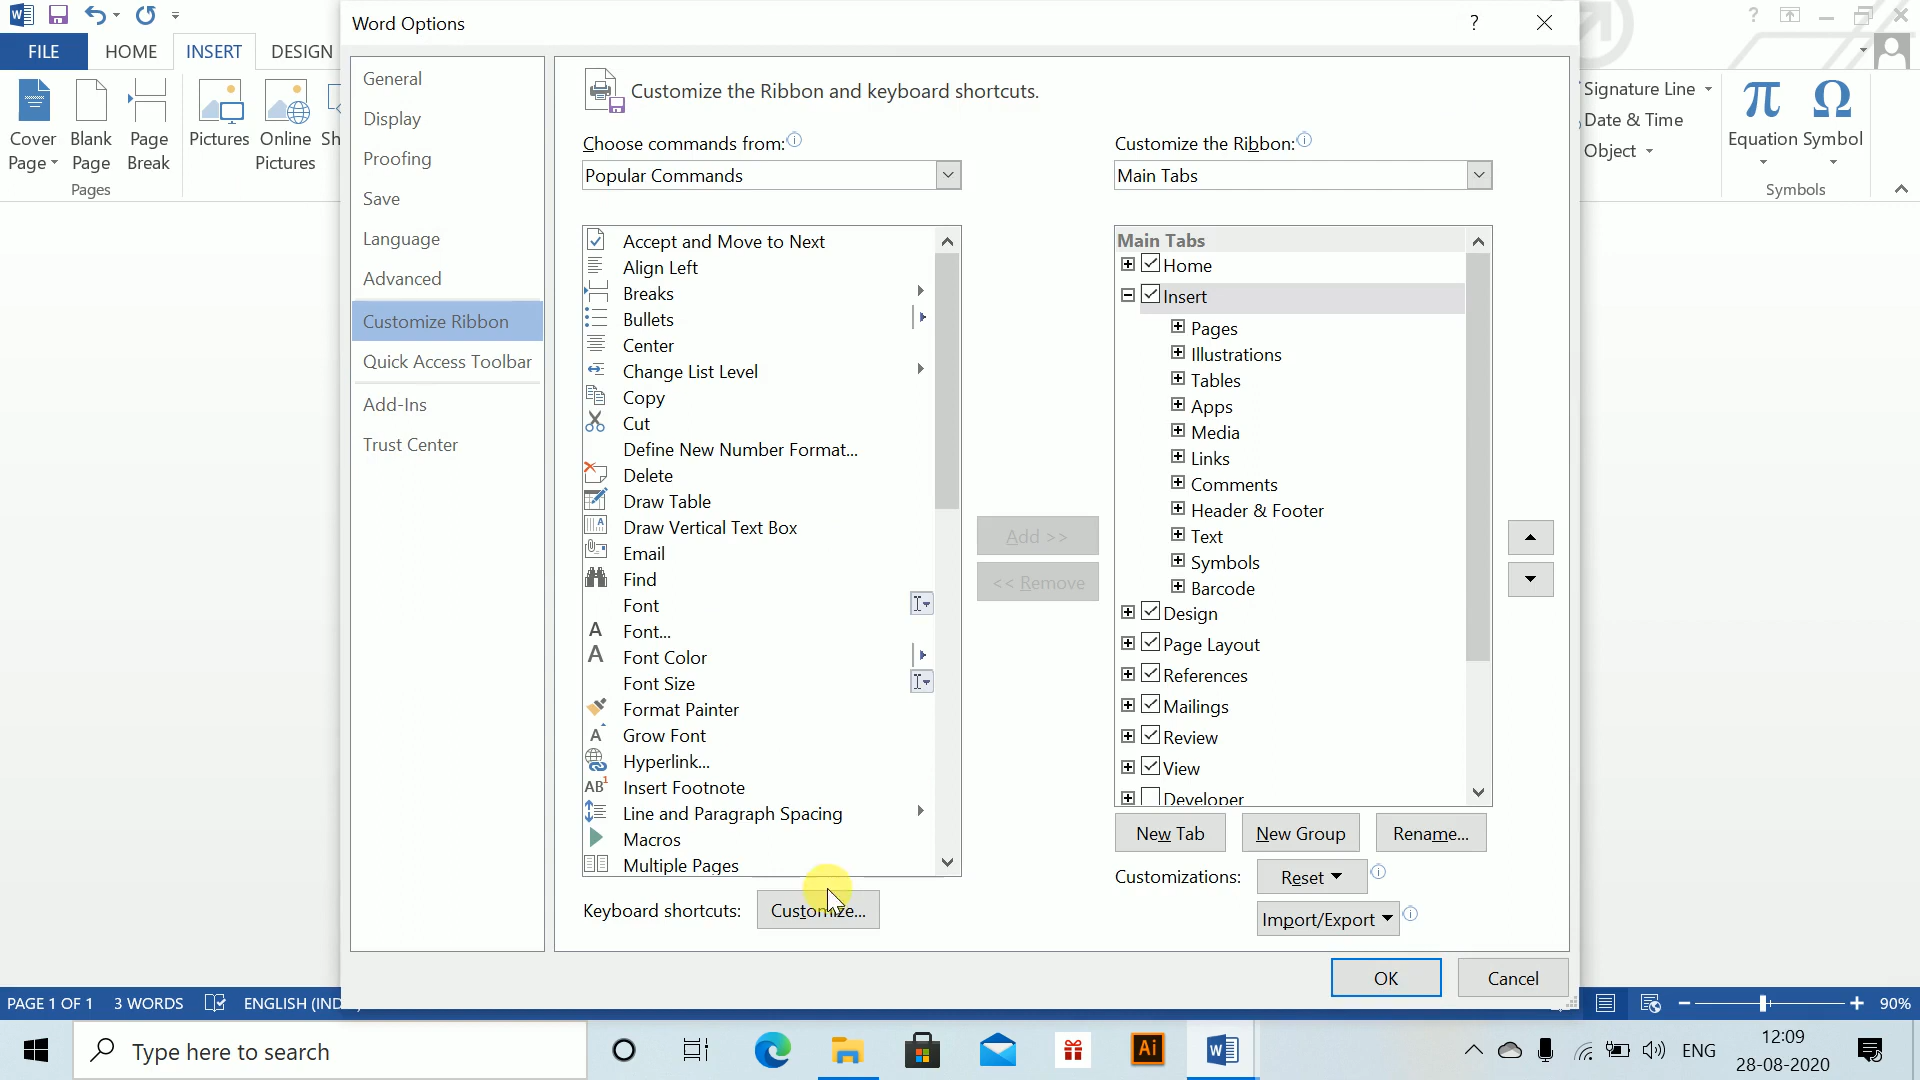 Word Options
?
FILE HOME INSERT DESIGN
Cover Page
Blank Page
Page Break
Pictures
Online Pictures
Sh
Pages
Signature Line
Date & Time
Object
Equation
Symbol
Symbols
General
Display
Proofing
Save
Language
Advanced
Customize Ribbon
Quick Access Toolbar
Add-Ins
Trust Center
Customize the Ribbon and keyboard shortcuts.
Choose commands from:
Popular Commands
Accept and Move to Next
Align Left
Breaks
Bullets
Center
Change List Level
Copy
Cut
Define New Number Format...
Delete
Draw Table
Draw Vertical Text Box
Email
Find
Font
Font...
Font Color
Font Size
Format Painter
Grow Font
Hyperlink...
Insert Footnote
Line and Paragraph Spacing
Macros
Multiple Pages
Keyboard shortcuts: Customize...
Add >>
<< Remove
Customize the Ribbon:
Main Tabs
Main Tabs
Home
Insert
Pages
Illustrations
Tables
Apps
Media
Links
Comments
Header & Footer
Text
Symbols
Barcode
Design
Page Layout
References
Mailings
Review
View
Developer
New Tab New Group Rename...
Customizations: Reset
Import/Export
OK Cancel
PAGE 1 OF 1 3 WORDS ENGLISH (IND
90%
Type here to search
Ai
ENG
12:09
28-08-2020